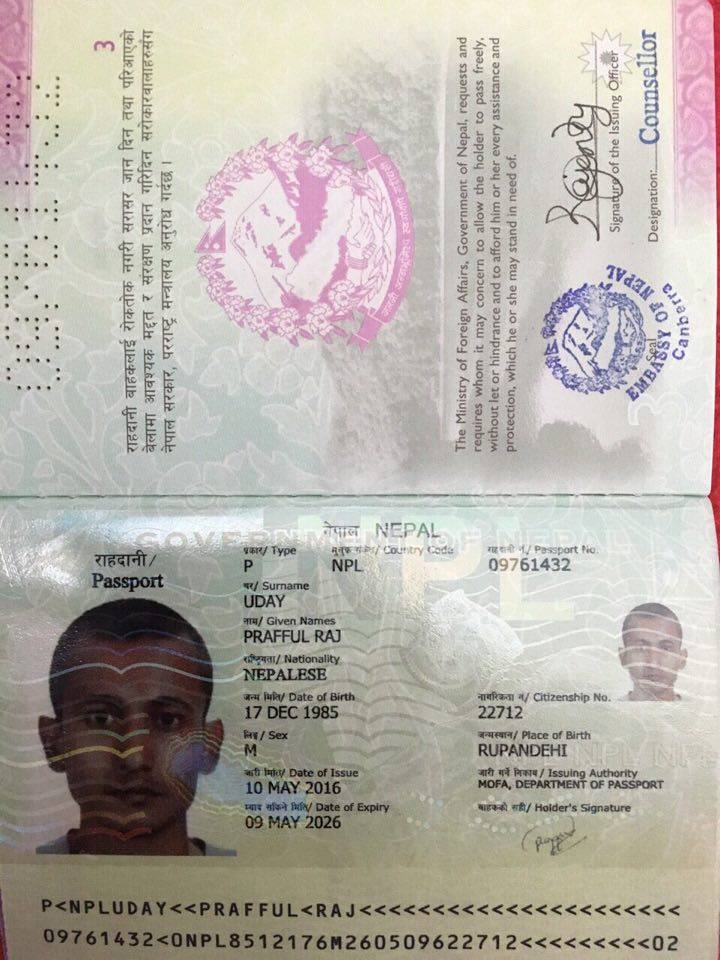 3
राहदानी बाहकलाई रोकतोक नगरी सरासर जान दिन तथा परिआएको
बेलामा आवश्यक मद्दत र संरक्षण प्रदान गरिदिन सरोकारवालाहरुसंग
नेपाल सरकार, परराष्ट्र मन्त्रालय अनुरोध गर्दछ ।
The Ministry of Foreign Affairs, Government of Nepal, requests and
requires whom it may concern to allow the holder to pass freely,
without let or hindrance and to afford him or her every assistance and
protection, which he or she may stand in need of.
Signature of the Issuing Officer
Designation: Counsellor
Seal
EMBASSY OF NEPAL
Canberra
नेपाल NEPAL
GOVERNMENT OF NEPAL
NPL
राहदानी/
Passport
प्रकार/ Type
P
Country Code
NPL
राहदानी नं./ Passport No.
09761432
थर/ Surname
UDAY
नाम/ Given Names
PRAFFUL RAJ
राष्ट्रियता/ Nationality
NEPALESE
जन्म मिति/ Date of Birth
17 DEC 1985
नागरिकता नं/ Citizenship No.
22712
लिङ्ग/ Sex
M
जन्मस्थान/ Place of Birth
RUPANDEHI
जारी मिति/ Date of Issue
10 MAY 2016
जारी गर्ने निकाय/ Issuing Authority
MOFA, DEPARTMENT OF PASSPORT
म्याद सकिने मिति/ Date of Expiry
09 MAY 2026
बाहकको सही/ Holder's Signature
P<NPLUDAY<<PRAFFUL<RAJ<<<<<<<<<<<<<<<<<<<<<<
09761432<0NPL8512176M260509622712<<<<<<<<<02